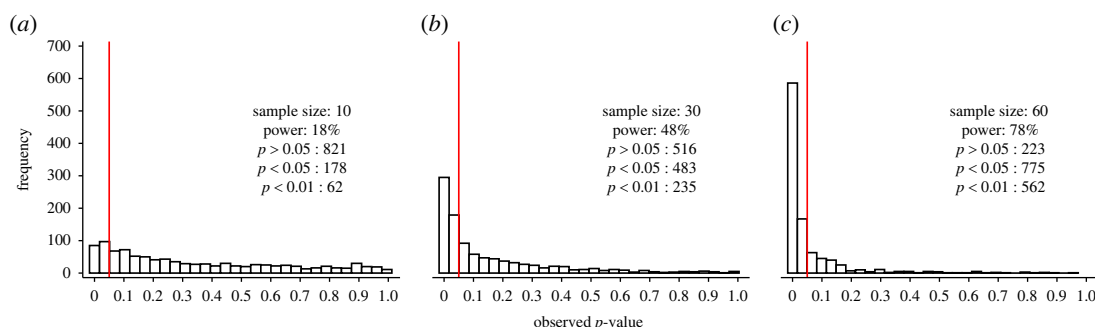 (a) (b) (c)
700
600
500
400
300
200
100
0
frequency
sample size: 10
power: 18%
p > 0.05 : 821
p < 0.05 : 178
p < 0.01 : 62
0 0.1 0.2 0.3 0.4 0.5 0.6 0.7 0.8 0.9 1.0
sample size: 30
power: 48%
p > 0.05 : 516
p < 0.05 : 483
p < 0.01 : 235
0 0.1 0.2 0.3 0.4 0.5 0.6 0.7 0.8 0.9 1.0
sample size: 60
power: 78%
p > 0.05 : 223
p < 0.05 : 775
p < 0.01 : 562
0 0.1 0.2 0.3 0.4 0.5 0.6 0.7 0.8 0.9 1.0
observed p-value